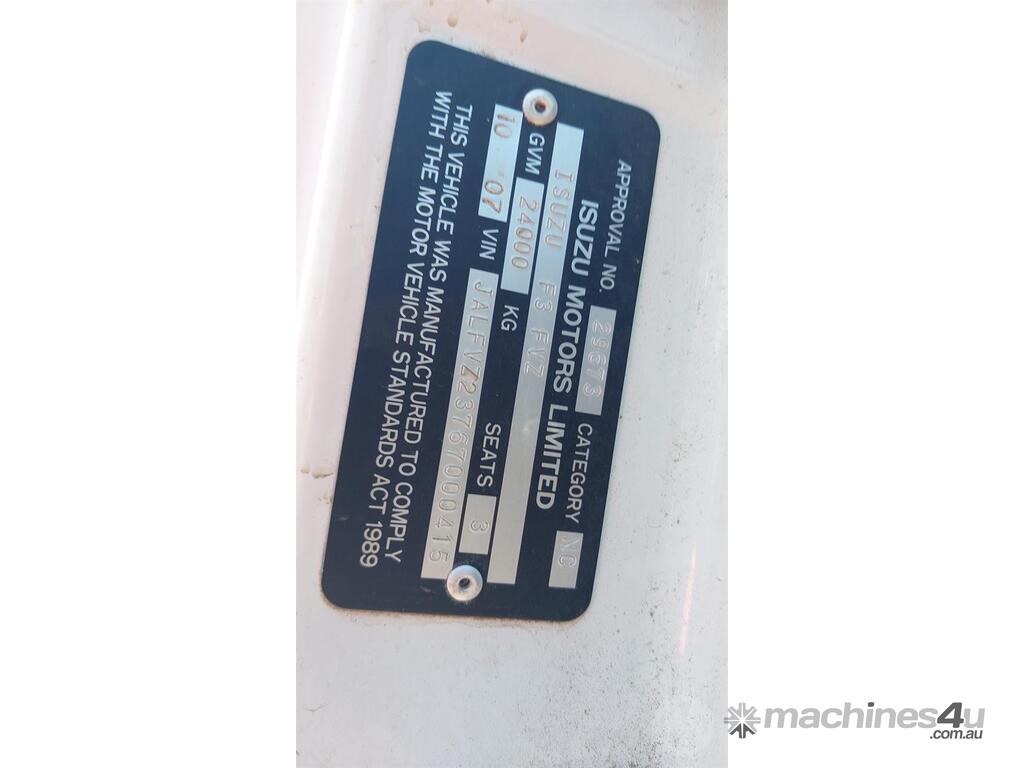 APPROVAL NO. 29673 CATEGORY NC
ISUZU MOTORS LIMITED
ISUZU F3 FVZ
GVM 24000 KG SEATS 3
10 07 VIN JALFVZ23767000415
THIS VEHICLE WAS MANUFACTURED TO COMPLY
WITH THE MOTOR VEHICLE STANDARDS ACT 1989
machines4u
.com.au